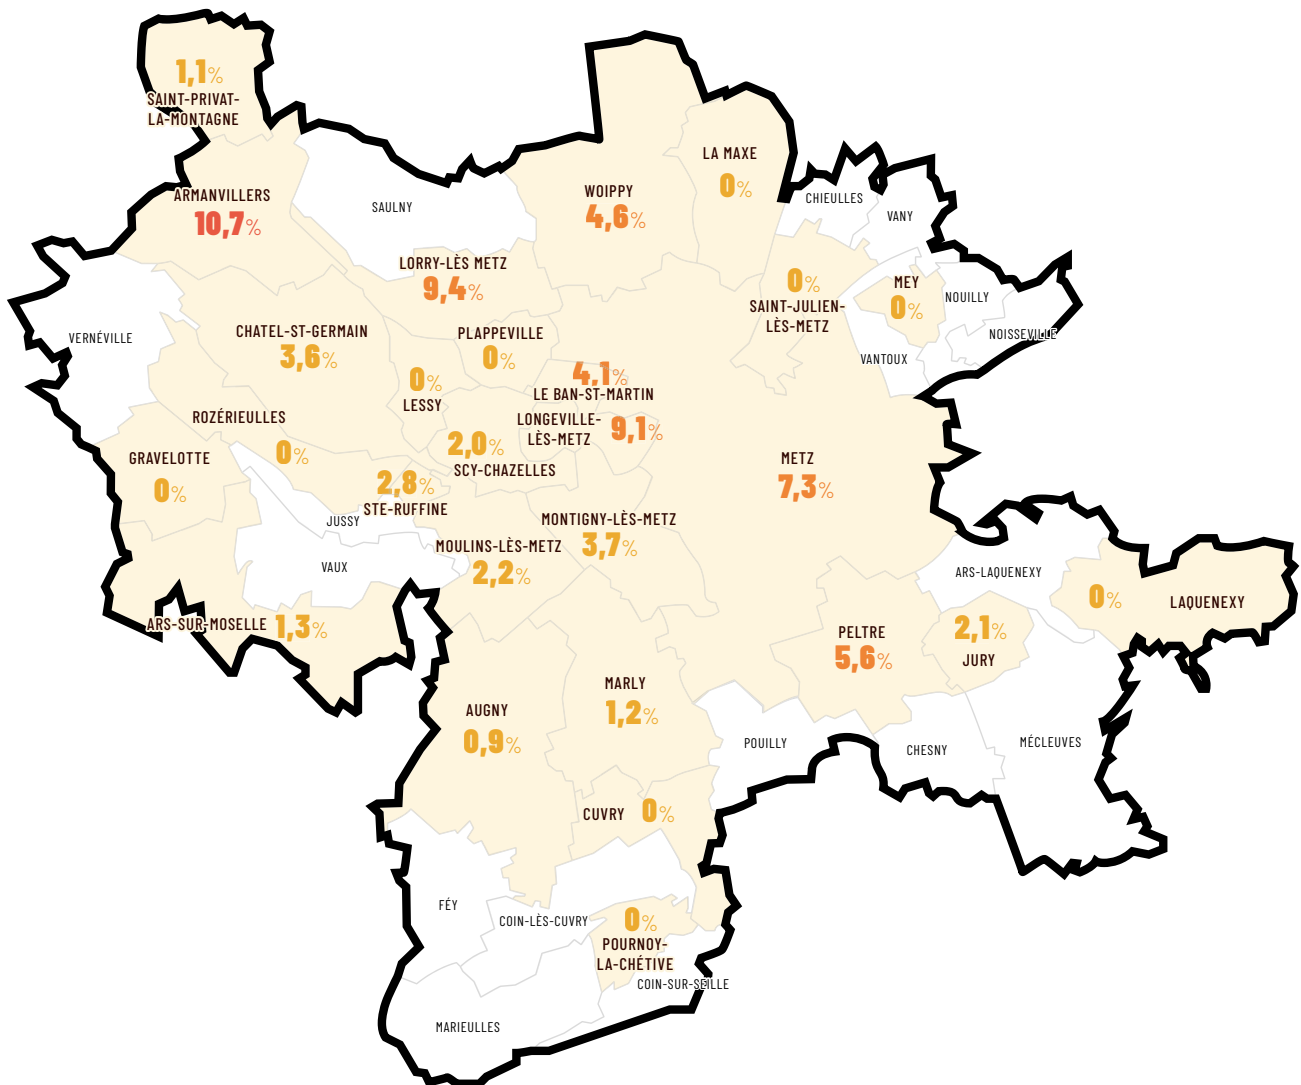 1,1%
SAINT-PRIVAT-
LA-MONTAGNE
ARMANVILLERS
10,7%
SAULNY
WOIPPY
4,6%
LA MAXE
0%
CHIEULLES
VANY
LORRY-LÈS METZ
9,4%
0%
SAINT-JULIEN-
LÈS-METZ
MEY
0%
NOUILLY
NOISSEVILLE
VANTOUX
VERNÉVILLE
CHATEL-ST-GERMAIN
3,6%
PLAPPEVILLE
0%
0%
LESSY
4,1%
LE BAN-ST-MARTIN
LONGEVILLE-
LÈS-METZ
9,1%
ROZÉRIEULLES
0%
GRAVELOTTE
0%
2,0%
SCY-CHAZELLES
2,8%
STE-RUFFINE
METZ
7,3%
JUSSY
MONTIGNY-LÈS-METZ
3,7%
MOULINS-LÈS-METZ
2,2%
VAUX
ARS-SUR-MOSELLE
1,3%
ARS-LAQUENEXY
0%
LAQUENEXY
2,1%
JURY
PELTRE
5,6%
MARLY
1,2%
AUGNY
0,9%
POUILLY
CHESNY
MÉCLEUVES
CUVRY
0%
FÉY
COIN-LÈS-CUVRY
0%
POURNOY-
LA-CHÉTIVE
COIN-SUR-SEILLE
MARIEULLES